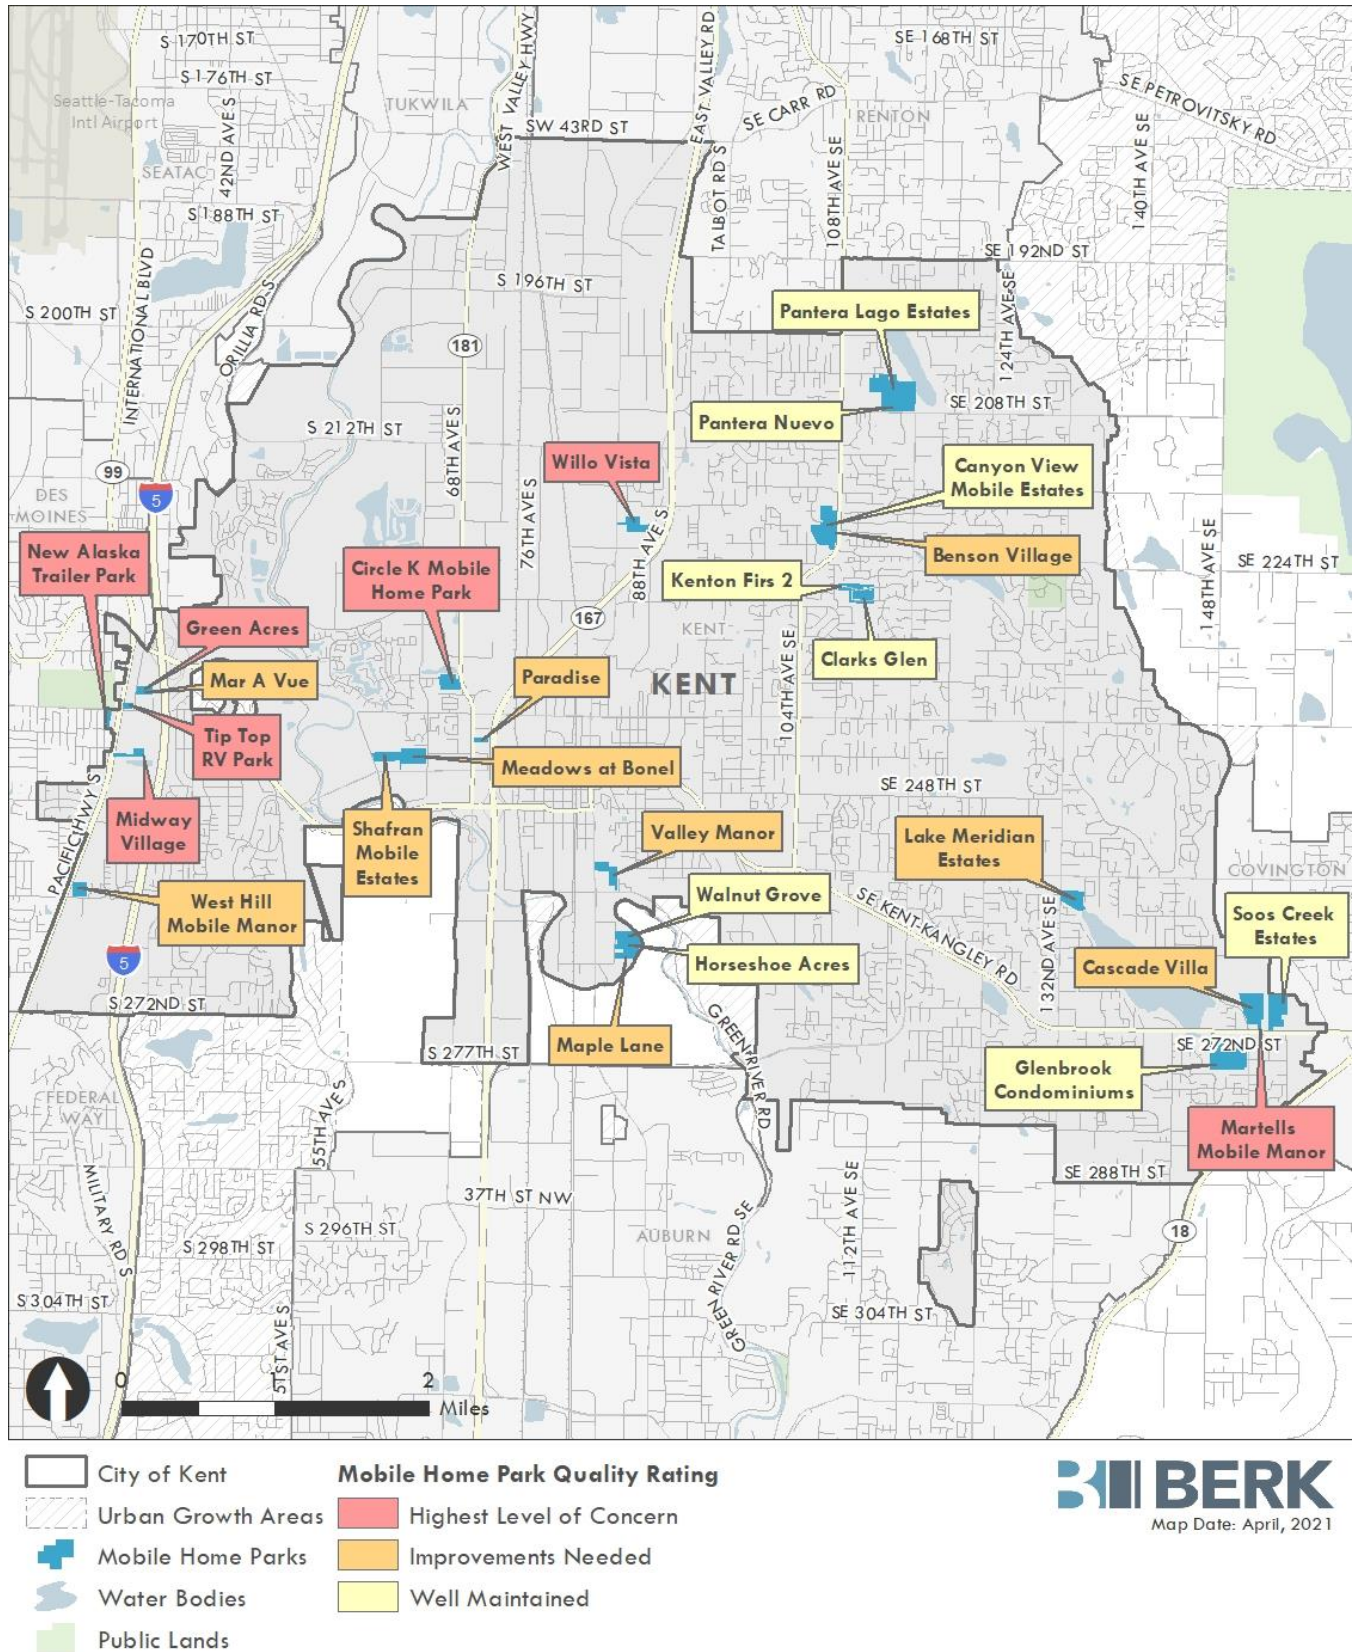 S 170TH ST
S 176TH ST
Seattle-Tacoma
Intl Airport
42ND AVE S
SEATAC
S 188TH ST
TUKWILA
WEST VALLEY HWY
SW 43RD ST
EAST VALLEY RD
SE CARR RD
TALBOT RD S
SE 168TH ST
RENTON
108TH AVE SE
SE PETROVITSKY RD
140TH AVE SE
SE 192ND ST
124TH AVE SE
S 196TH ST
S 200TH ST
INTERNATIONAL BLVD
ORILLIA RD S
181
Pantera Lago Estates
SE 208TH ST
Pantera Nuevo
S 212TH ST
68TH AVE S
76TH AVE S
88TH AVE S
99
5
DES
MOINES
Willo Vista
Canyon View
Mobile Estates
Benson Village
New Alaska
Trailer Park
Circle K Mobile
Home Park
Kenton Firs 2
148TH AVE SE
SE 224TH ST
167
KENT
Green Acres
Clarks Glen
104TH AVE SE
Mar A Vue
Paradise
KENT
Tip Top
RV Park
Meadows at Bonel
SE 248TH ST
PACIFIC HWY S
Midway
Village
Shafran
Mobile
Estates
Valley Manor
Lake Meridian
Estates
COVINGTON
West Hill
Mobile Manor
Walnut Grove
SE KENT-KANGLEY RD
132ND AVE SE
Soos Creek
Estates
5
Horseshoe Acres
Cascade Villa
S 272ND ST
GREEN RIVER RD
Maple Lane
S 277TH ST
SE 272ND ST
Glenbrook
Condominiums
FEDERAL
WAY
55TH AVE S
Martells
Mobile Manor
MILITARY RD S
37TH ST NW
SE 288TH ST
S 296TH ST
S 298TH ST
AUBURN
112TH AVE SE
18
GREEN RIVER RD SE
S 304TH ST
51ST AVE S
SE 304TH ST
0 1 2
Miles
City of Kent
Urban Growth Areas
Mobile Home Parks
Water Bodies
Public Lands
Mobile Home Park Quality Rating
Highest Level of Concern
Improvements Needed
Well Maintained
BERK
Map Date: April, 2021